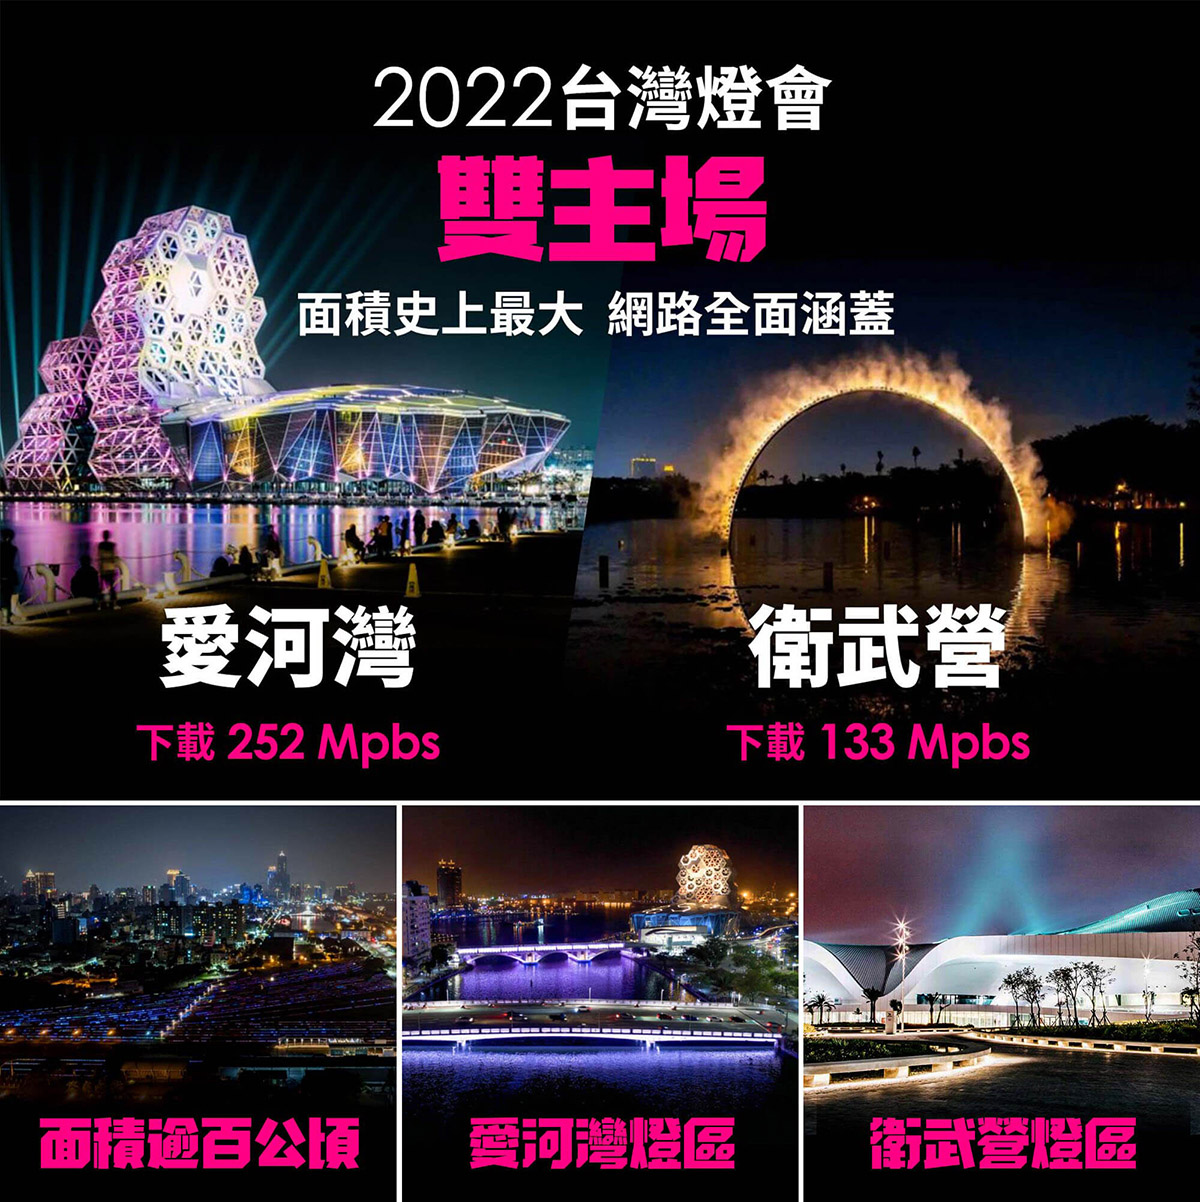 2022台灣燈會
雙主場
面積史上最大 網路全面涵蓋
愛河灣
衛武營
下載 252 Mpbs
下載 133 Mpbs
面積逾百公頃
愛河灣燈區
衛武營燈區